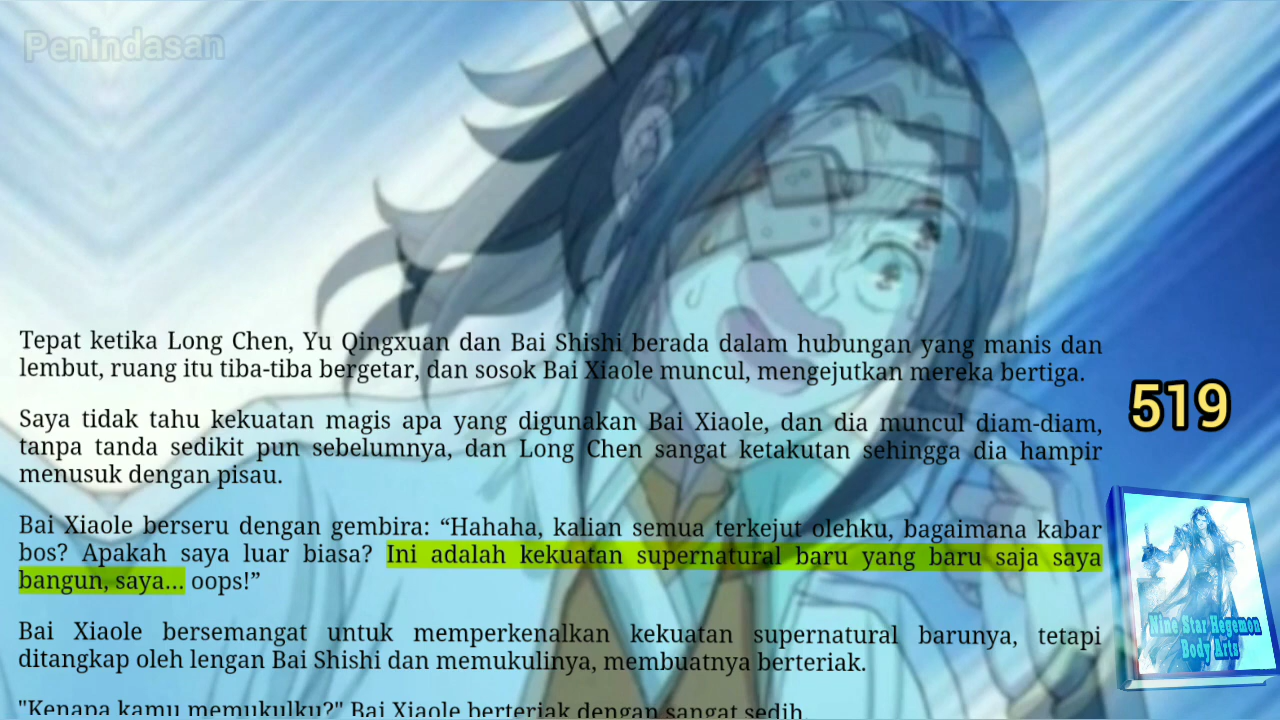 Penindasan
Tepat ketika Long Chen, Yu Qingxuan dan Bai Shishi berada dalam hubungan yang manis dan
lembut, ruang itu tiba-tiba bergetar, dan sosok Bai Xiaole muncul, mengejutkan mereka bertiga.
Saya tidak tahu kekuatan magis apa yang digunakan Bai Xiaole, dan dia muncul diam-diam,
tanpa tanda sedikit pun sebelumnya, dan Long Chen sangat ketakutan sehingga dia hampir
menusuk dengan pisau.
519
Bai Xiaole berseru dengan gembira: “Hahaha, kalian semua terkejut olehku, bagaimana kabar
bos? Apakah saya luar biasa? Ini adalah kekuatan supernatural baru yang baru saja saya
bangun, saya... oops!”
Bai Xiaole bersemangat untuk memperkenalkan kekuatan supernatural barunya, tetapi
ditangkap oleh lengan Bai Shishi dan memukulinya, membuatnya berteriak.
"Kenapa kamu memukulku?" Bai Xiaole berteriak dengan sangat sedih
Nine Star Hegemon
Body Arts